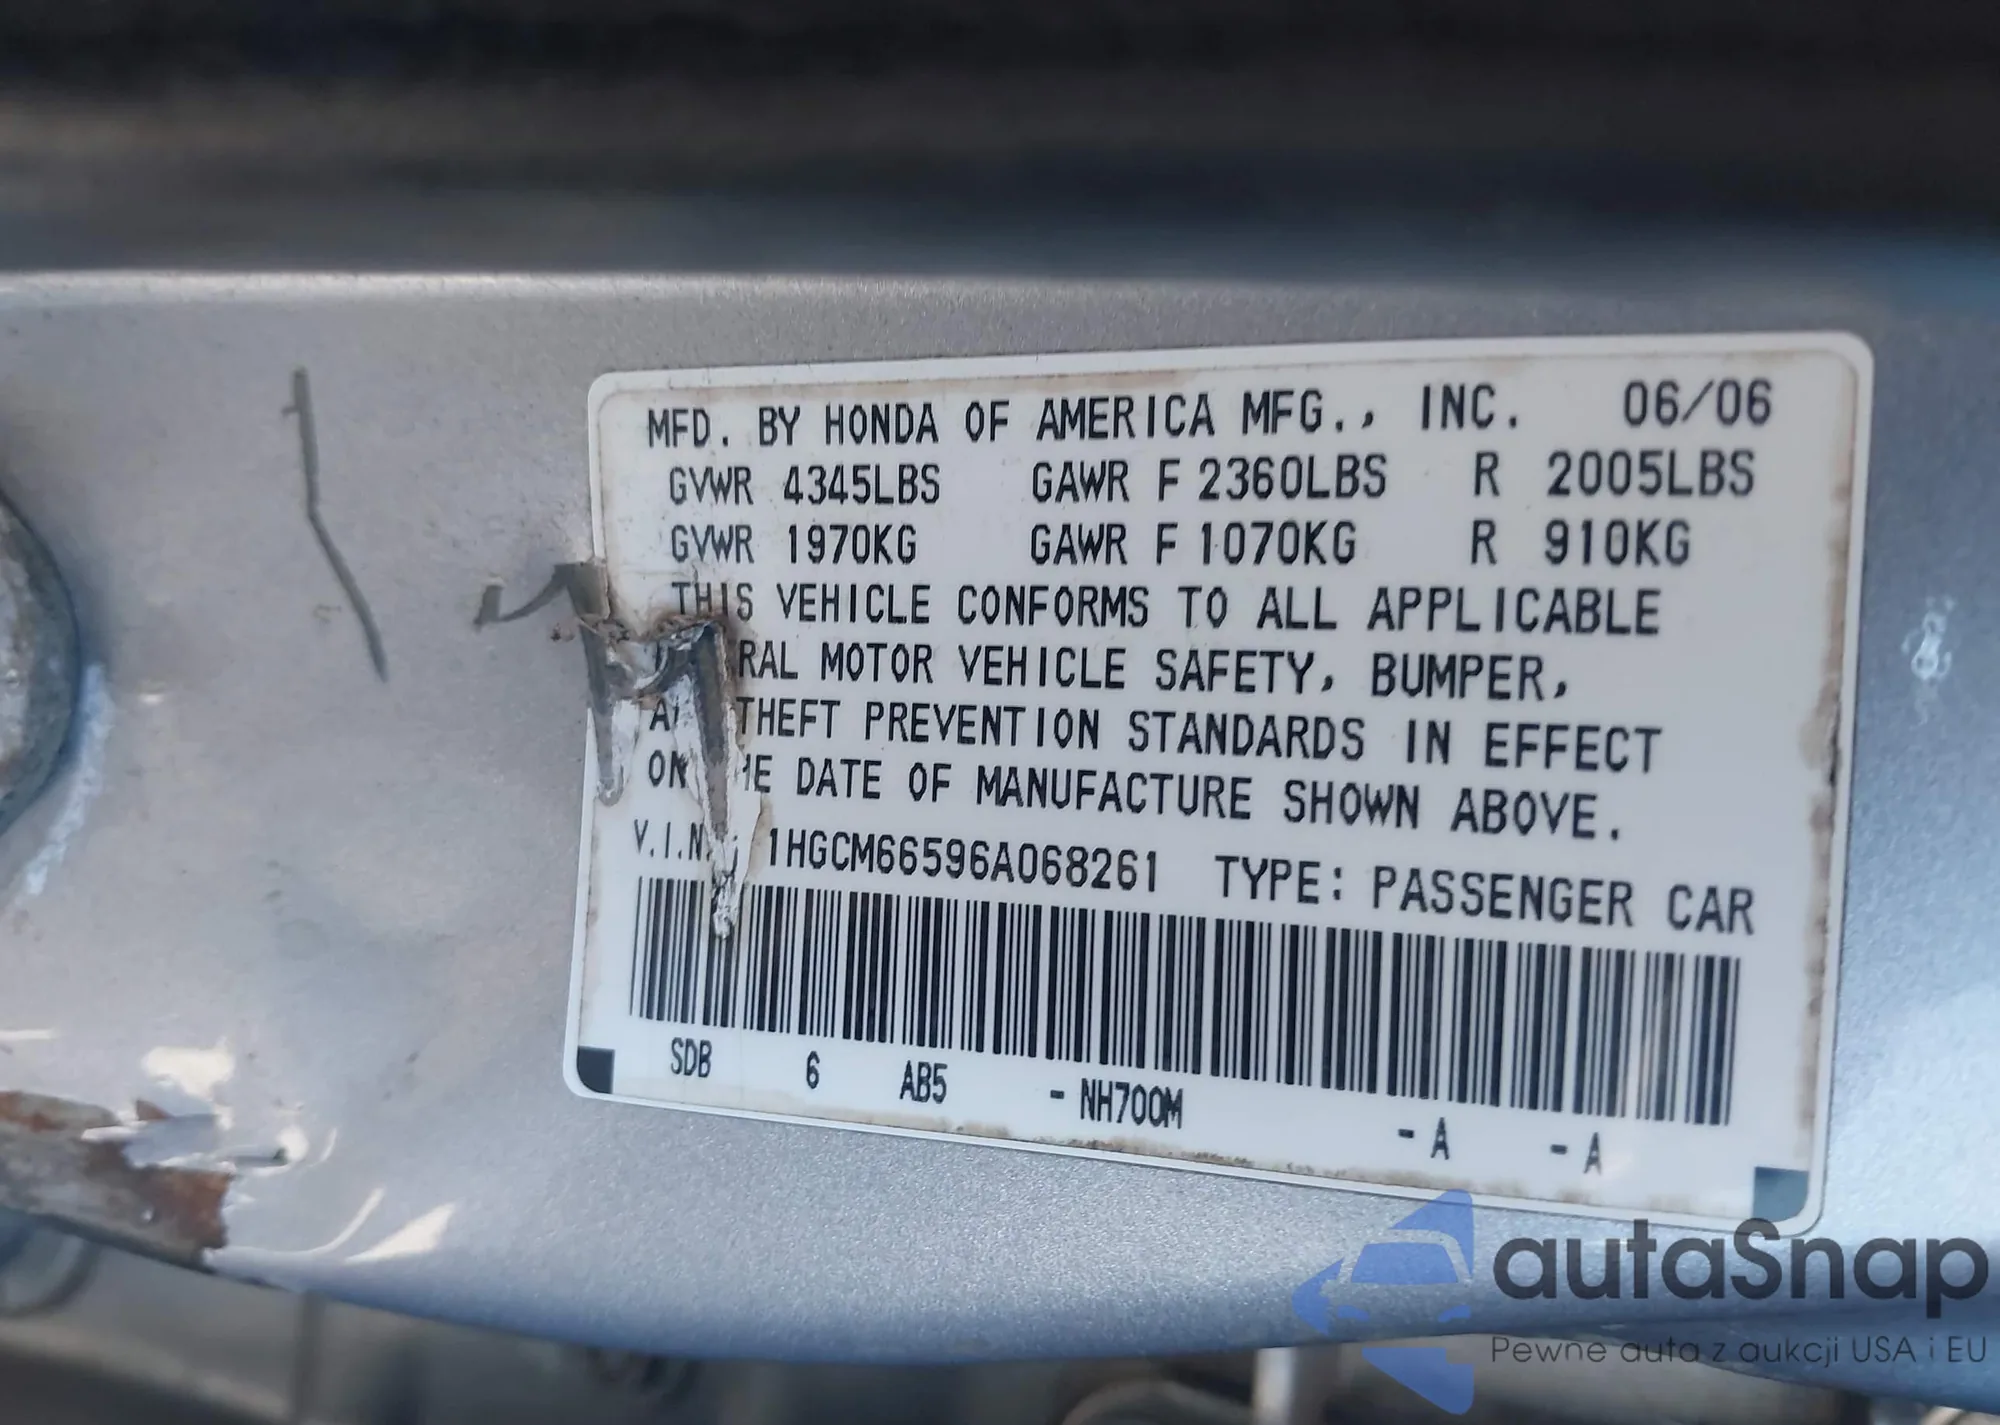 MFD. BY HONDA OF AMERICA MFG., INC. 06/06
GVWR 4345LBS GAWR F 2360LBS R 2005LBS
GVWR 1970KG GAWR F 1070KG R 910KG
THIS VEHICLE CONFORMS TO ALL APPLICABLE
RAL MOTOR VEHICLE SAFETY, BUMPER,
THEFT PREVENTION STANDARDS IN EFFECT
ON DATE OF MANUFACTURE SHOWN ABOVE.
V.I.N.: 1HGCM66596A068261 TYPE: PASSENGER CAR
SDB 6 AB5 - NH700M - A - A
autaSnap
Pewne auta z aukcji USA i EU